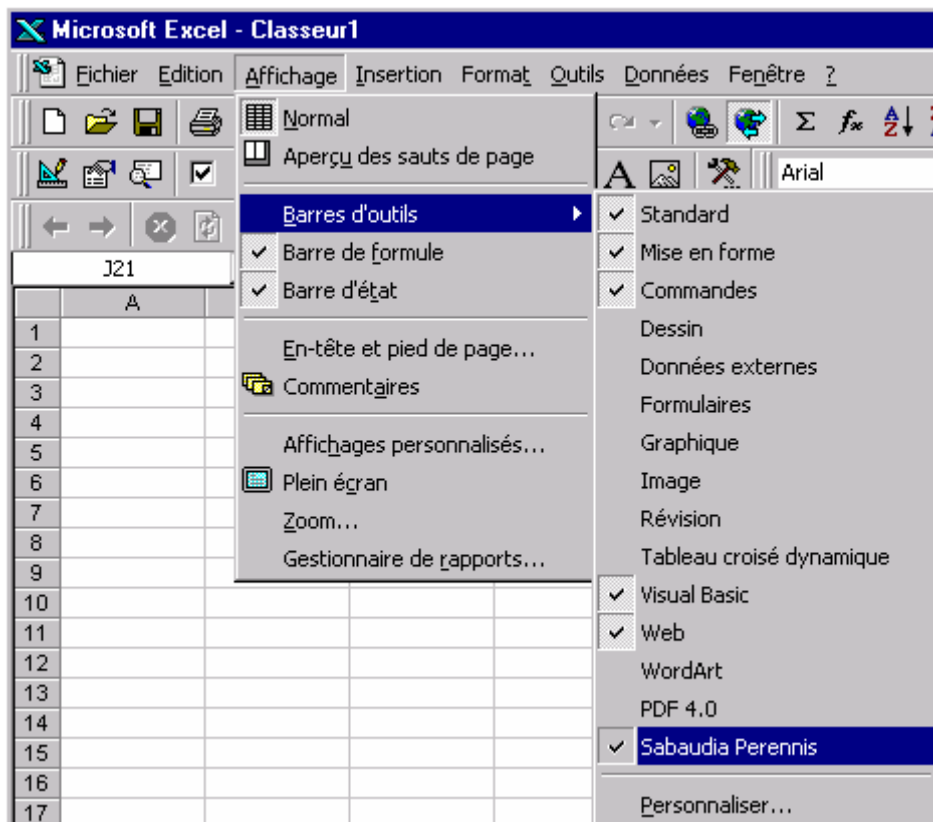 Microsoft Excel - Classeur1
Fichier Edition Affichage Insertion Format Outils Données Fenêtre ?
Normal
Aperçu des sauts de page
Arial
Barres d'outils
Barre de formule
Barre d'état
En-tête et pied de page...
Commentaires
Affichages personnalisés...
Plein écran
Zoom...
Gestionnaire de rapports...
Standard
Mise en forme
Commandes
Dessin
Données externes
Formulaires
Graphique
Image
Révision
Tableau croisé dynamique
Visual Basic
Web
WordArt
PDF 4.0
Sabaudia Perennis
Personnaliser...
J21
A
1
2
3
4
5
6
7
8
9
10
11
12
13
14
15
16
17